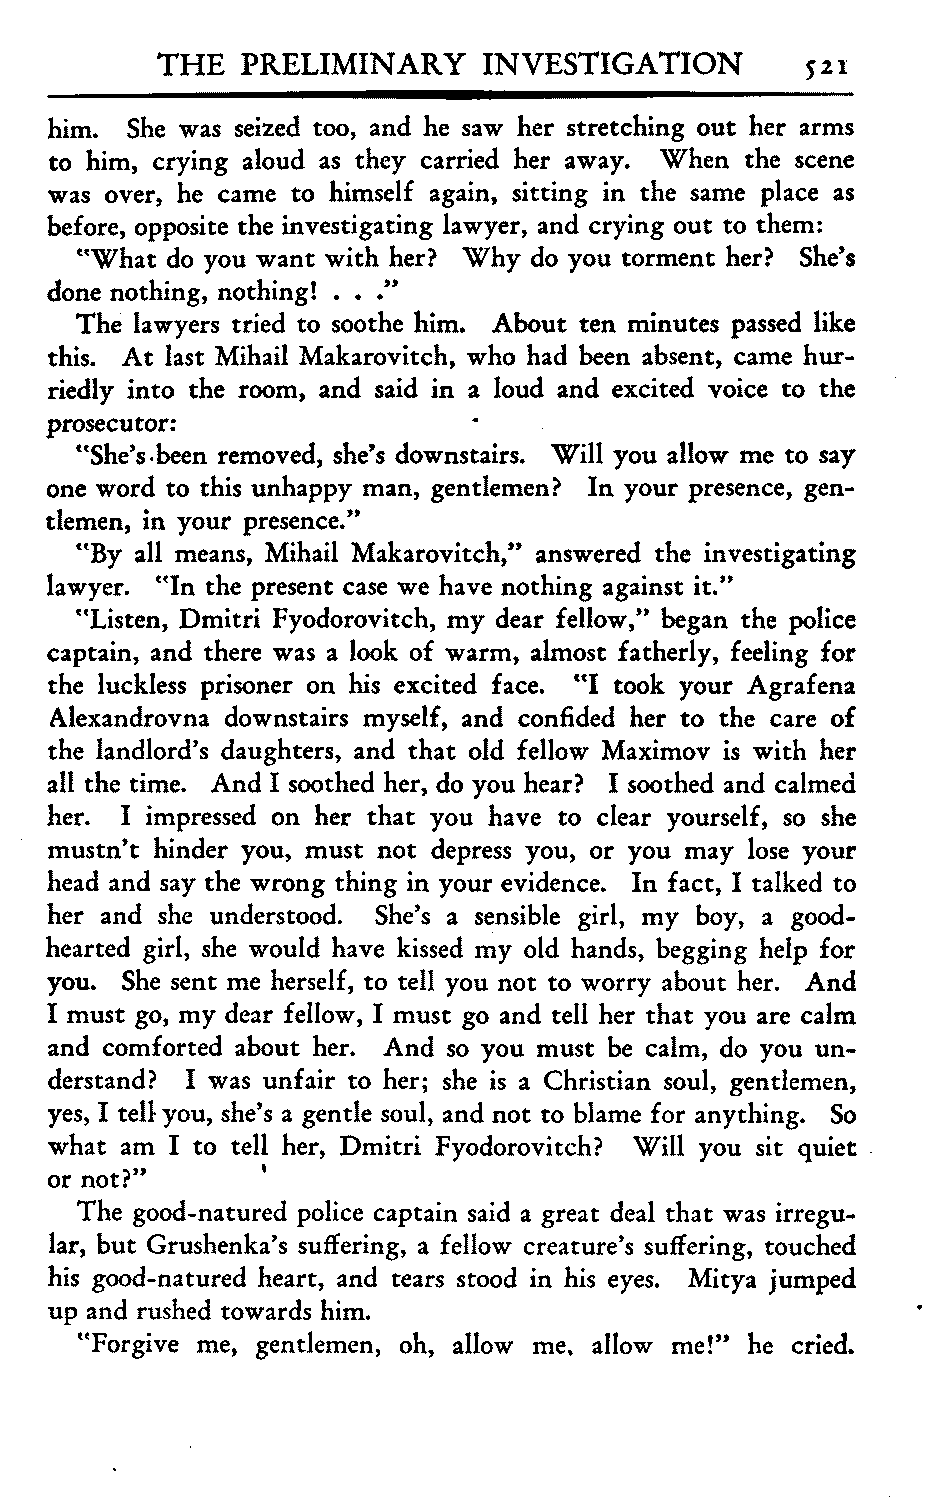 THE PRELIMINARY INVESTIGATION 521
him. She was seized too, and he saw her stretching out her arms
to him, crying aloud as they carried her away. When the scene
was over, he came to himself again, sitting in the same place as
before, opposite the investigating lawyer, and crying out to them:
"What do you want with her? Why do you torment her? She's
done nothing, nothing! . . ."
The lawyers tried to soothe him. About ten minutes passed like
this. At last Mihail Makarovitch, who had been absent, came hur-
riedly into the room, and said in a loud and excited voice to the
prosecutor:
"She's been removed, she's downstairs. Will you allow me to say
one word to this unhappy man, gentlemen? In your presence, gen-
tlemen, in your presence."
"By all means, Mihail Makarovitch," answered the investigating
lawyer. "In the present case we have nothing against it."
"Listen, Dmitri Fyodorovitch, my dear fellow," began the police
captain, and there was a look of warm, almost fatherly, feeling for
the luckless prisoner on his excited face. "I took your Agrafena
Alexandrovna downstairs myself, and confided her to the care of
the landlord's daughters, and that old fellow Maximov is with her
all the time. And I soothed her, do you hear? I soothed and calmed
her. I impressed on her that you have to clear yourself, so she
mustn't hinder you, must not depress you, or you may lose your
head and say the wrong thing in your evidence. In fact, I talked to
her and she understood. She's a sensible girl, my boy, a good-
hearted girl, she would have kissed my old hands, begging help for
you. She sent me herself, to tell you not to worry about her. And
I must go, my dear fellow, I must go and tell her that you are calm
and comforted about her. And so you must be calm, do you un-
derstand? I was unfair to her; she is a Christian soul, gentlemen,
yes, I tell you, she's a gentle soul, and not to blame for anything. So
what am I to tell her, Dmitri Fyodorovitch? Will you sit quiet
or not?"
The good-natured police captain said a great deal that was irregu-
lar, but Grushenka's suffering, a fellow creature's suffering, touched
his good-natured heart, and tears stood in his eyes. Mitya jumped
up and rushed towards him.
"Forgive me, gentlemen, oh, allow me, allow me!" he cried.